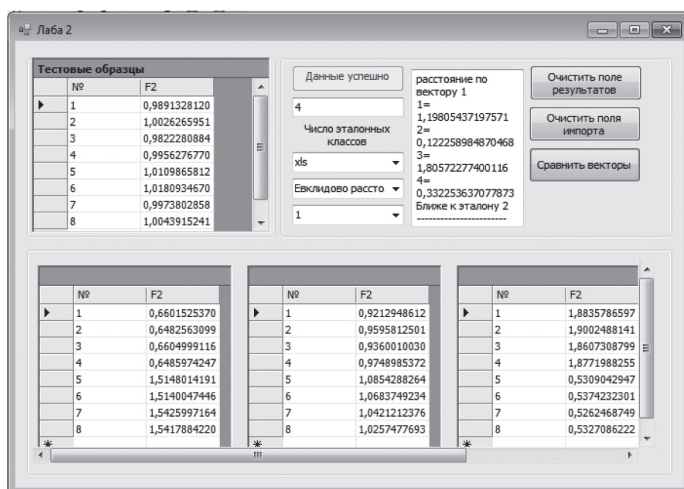 Лаба 2
Тестовые образцы
№ F2
1 0,9891328120
2 1,0026265951
3 0,9822280884
4 0,9956276770
5 1,0109865812
6 1,0180934670
7 0,9973802858
8 1,0043915241
Данные успешно
4
Число эталонных
классов
xls
Евклидово рассто
1
расстояние по
вектору 1
1=
1,19805437197571
2=
0,122258984870468
3=
1,80572277400116
4=
0,332253637077873
Ближе к эталону 2
------------------------
Очистить поле
результатов
Очистить поля
импорта
Сравнить векторы
№ F2
1 0,6601525370
2 0,6482563099
3 0,6604999116
4 0,6485974247
5 1,5148014191
6 1,5140047446
7 1,5425997164
8 1,5417884220
№ F2
1 0,9212948612
2 0,9595812501
3 0,9360010030
4 0,9748985372
5 1,0854288264
6 1,0683749234
7 1,0421212376
8 1,0257477693
№ F2
1 1,8835786597
2 1,9002488141
3 1,8607308799
4 1,8771988255
5 0,5309042947
6 0,5374232301
7 0,5262468749
8 0,5327086222